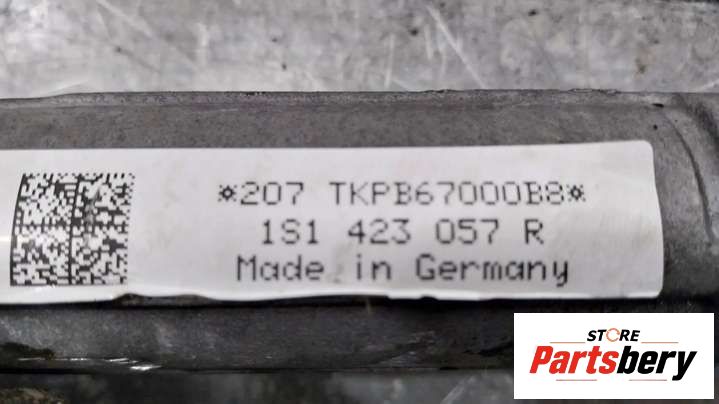 *207 TKPB67000B8*
1S1 423 057 R
Made in Germany
STORE
Partsbery